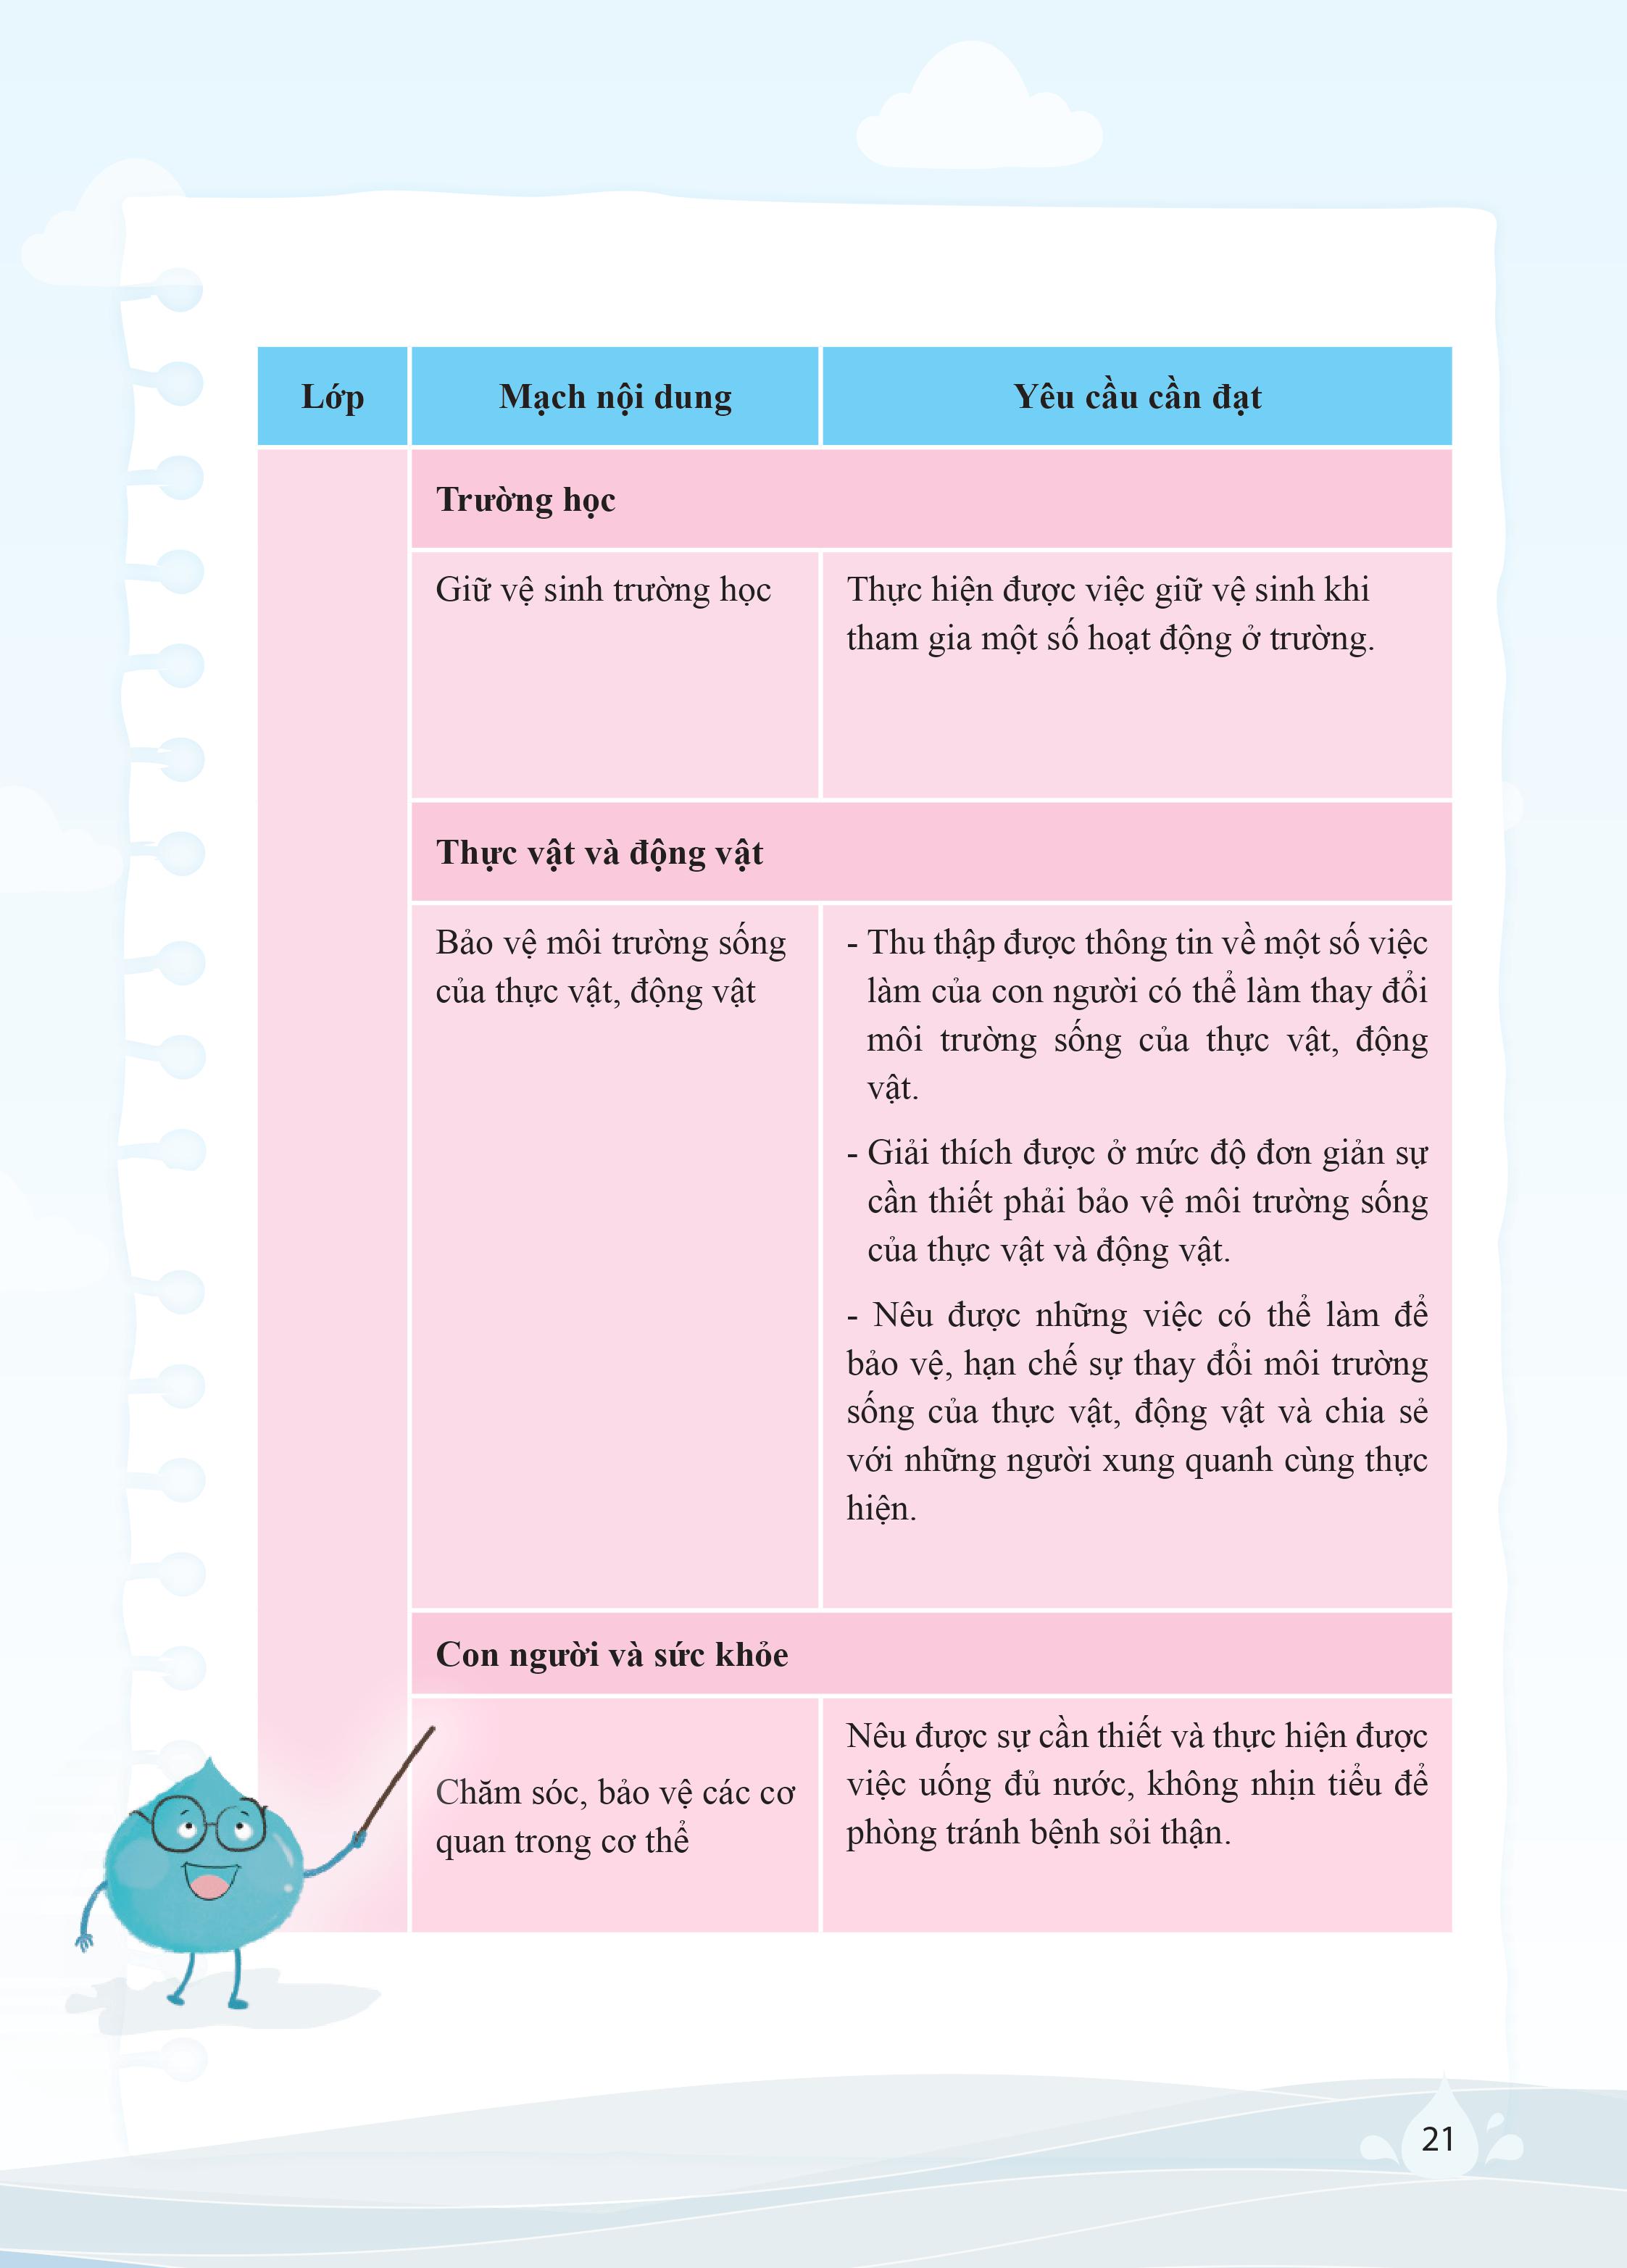 Lớp Mạch nội dung Yêu cầu cần đạt
Trường học
Giữ vệ sinh trường học
Thực hiện được việc giữ vệ sinh khi
tham gia một số hoạt động ở trường.
Thực vật và động vật
Bảo vệ môi trường sống
của thực vật, động vật
- Thu thập được thông tin về một số việc
làm của con người có thể làm thay đổi
môi trường sống của thực vật, động
vật.
- Giải thích được ở mức độ đơn giản sự
cần thiết phải bảo vệ môi trường sống
của thực vật và động vật.
- Nêu được những việc có thể làm để
bảo vệ, hạn chế sự thay đổi môi trường
sống của thực vật, động vật và chia sẻ
với những người xung quanh cùng thực
hiện.
Con người và sức khỏe
Chăm sóc, bảo vệ các cơ
quan trong cơ thể
Nêu được sự cần thiết và thực hiện được
việc uống đủ nước, không nhịn tiểu để
phòng tránh bệnh sỏi thận.
21